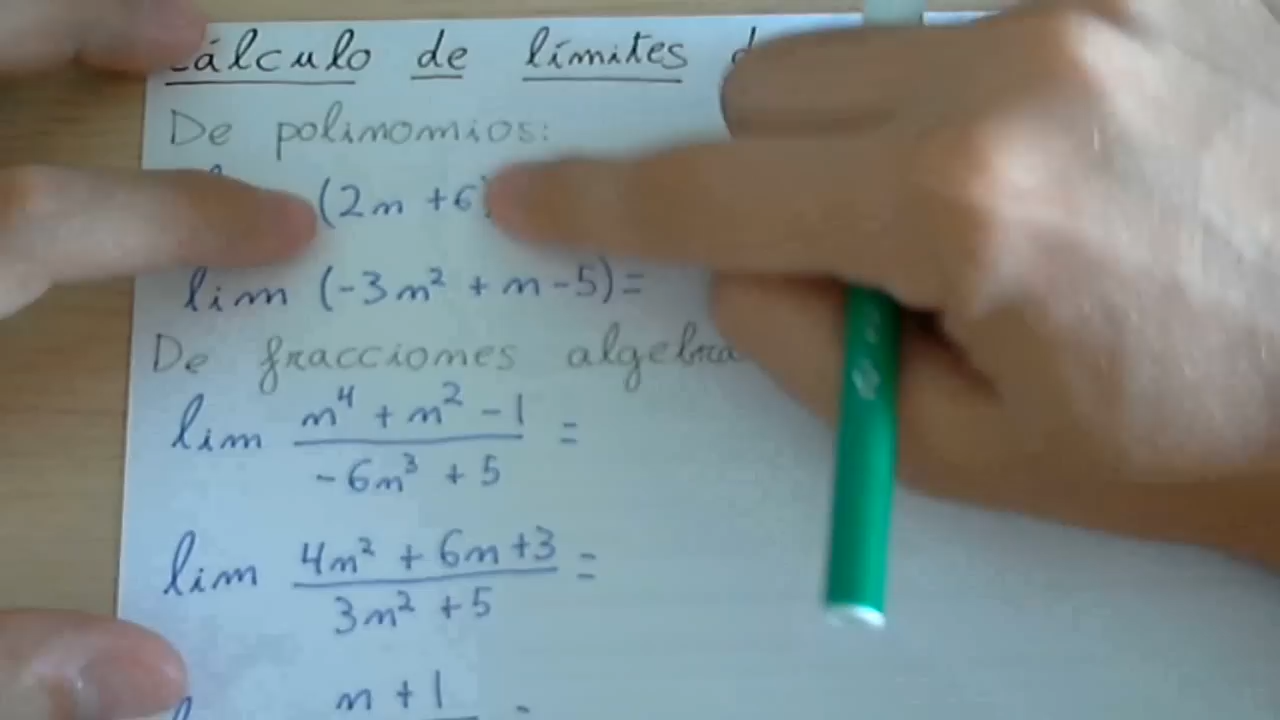 Cálculo de límites
De polinomios:
(2n + 6)
lim (-3n² + n - 5) =
De fracciones algebra
lim n⁴ + n² - 1 =
-6n³ + 5
lim 4n² + 6n + 3 =
3n² + 5
n + 1